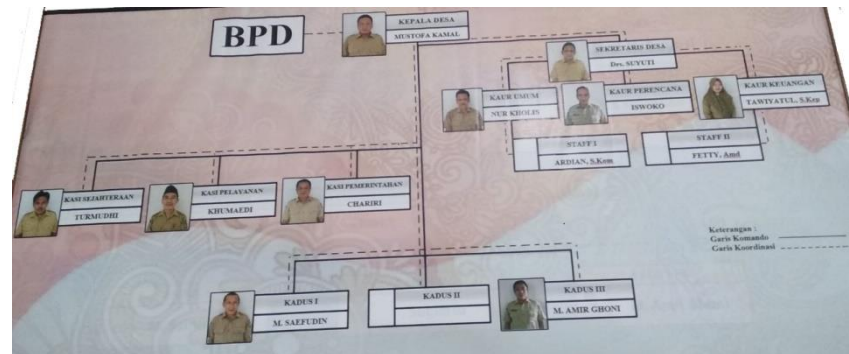 BPD
KEPALA DESA
MUSTOFA KAMAL
SEKRETARIS DESA
Drs. SUYUTI
KAUR UMUM
NUR KHOLIS
KAUR PERENCANA
ISWOKO
KAUR KEUANGAN
TAWIYATUL, S.Kep
STAFF I
ARDIAN, S.Kom
STAFF II
FETTY, Amd
KASI SEJAHTERAAN
TURMUDHI
KASI PELAYANAN
KHUMAEDI
KASI PEMERINTAHAN
CHARIRI
Keterangan :
Garis Komando
Garis Koordinasi
KADUS I
M. SAEFUDIN
KADUS II
KADUS III
M. AMIR GHONI